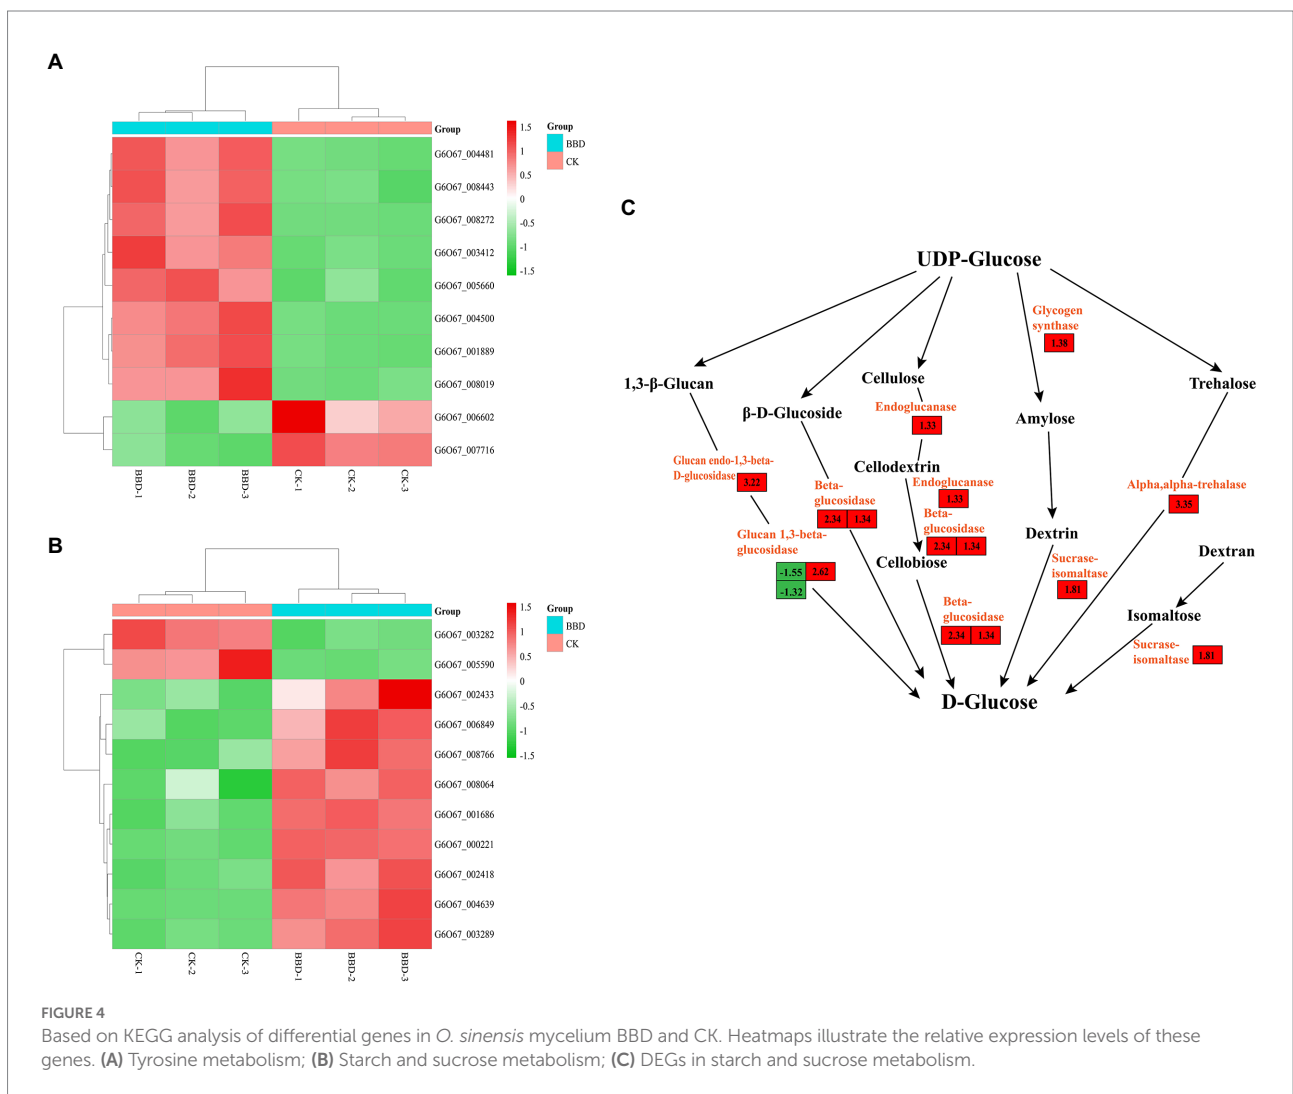 A
1.5
1
0.5
0
-0.5
-1
-1.5
Group
BBD
CK
Group
G6O67_004481
G6O67_008443
G6O67_008272
G6O67_003412
G6O67_005660
G6O67_004500
G6O67_001889
G6O67_008019
G6O67_006602
G6O67_007716
BBD-1
BBD-2
BBD-3
CK-1
CK-2
CK-3
B
1.5
1
0.5
0
-0.5
-1
-1.5
Group
BBD
CK
Group
G6O67_003282
G6O67_005590
G6O67_002433
G6O67_006849
G6O67_008766
G6O67_008064
G6O67_001686
G6O67_000221
G6O67_002418
G6O67_004639
G6O67_003289
CK-1
CK-2
CK-3
BBD-1
BBD-2
BBD-3
C
UDP-Glucose
Glycogen
synthase
1.38
1,3-β-Glucan
Cellulose
Trehalose
β-D-Glucoside
Endoglucanase
1.33
Amylose
Glucan endo-1,3-beta-
D-glucosidase
3.22
Cellodextrin
Beta-
glucosidase
2.34 1.34
Endoglucanase
1.33
Beta-
glucosidase
2.34 1.34
Alpha,alpha-trehalase
3.35
Glucan 1,3-beta-
glucosidase
-1.55 2.62
-1.32
Cellobiose
Dextrin
Dextran
Sucrase-
isomaltase
1.81
Beta-
glucosidase
2.34 1.34
Isomaltose
Sucrase-
isomaltase
1.81
D-Glucose
FIGURE 4
Based on KEGG analysis of differential genes in O. sinensis mycelium BBD and CK. Heatmaps illustrate the relative expression levels of these
genes. (A) Tyrosine metabolism; (B) Starch and sucrose metabolism; (C) DEGs in starch and sucrose metabolism.